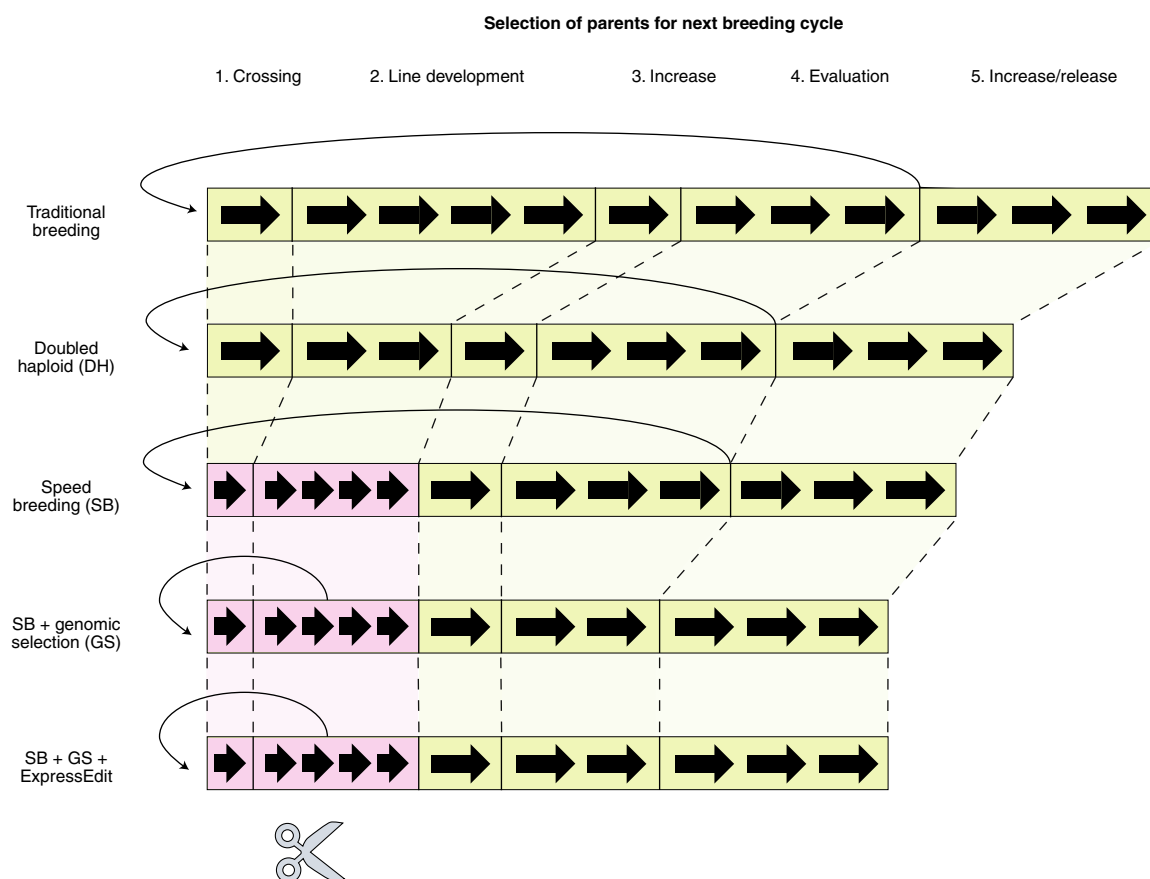 Selection of parents for next breeding cycle
1. Crossing
2. Line development
3. Increase
4. Evaluation
5. Increase/release
Traditional
breeding
Doubled
haploid (DH)
Speed
breeding (SB)
SB + genomic
selection (GS)
SB + GS +
ExpressEdit